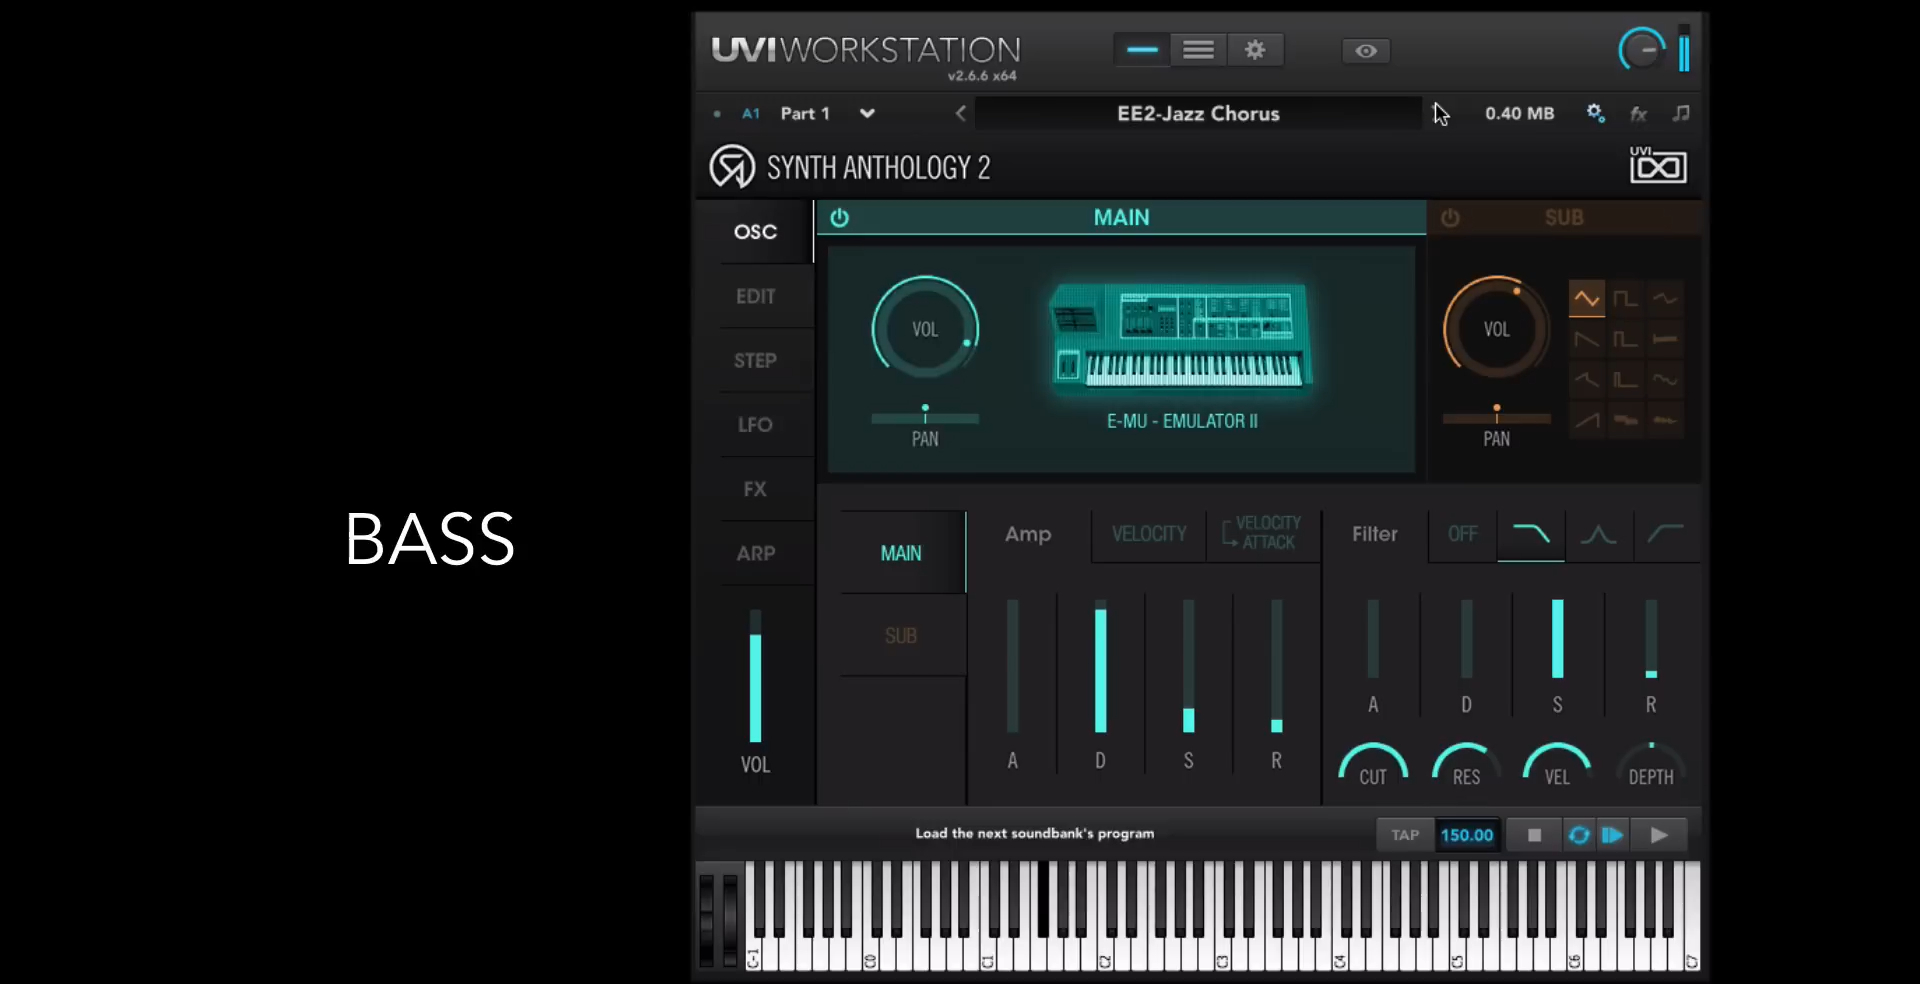 UVIWORKSTATION
v2.6.6 x64
A1 Part 1 EE2-Jazz Chorus 0.40 MB fx
SYNTH ANTHOLOGY 2
UVI
OSC
EDIT
STEP
LFO
FX
ARP
VOL
MAIN
SUB
VOL
PAN
E-MU - EMULATOR II
VOL
PAN
BASS
MAIN
SUB
Amp VELOCITY VELOCITY ATTACK
A D S R
Filter OFF
A D S R
CUT RES VEL DEPTH
Load the next soundbank's program
TAP 150.00
C-1 C0 C1 C2 C3 C4 C5 C6 C7